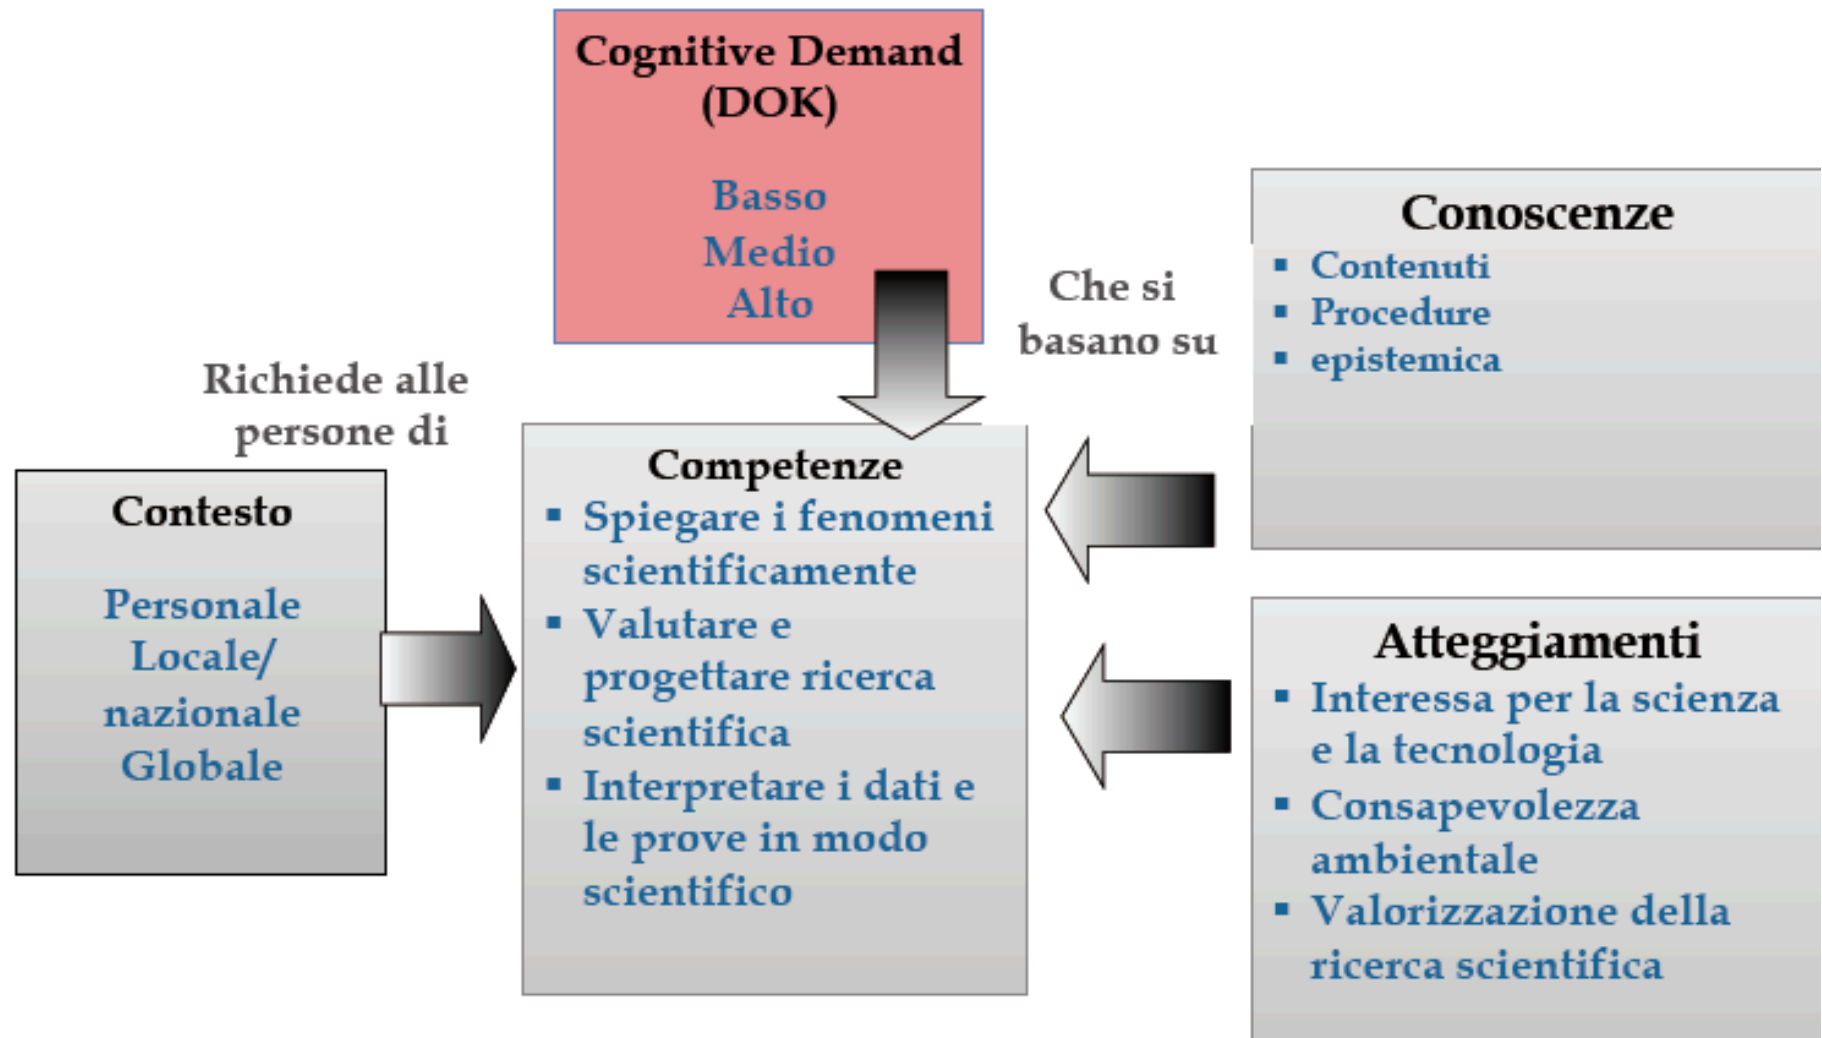 Cognitive Demand
(DOK)
Basso
Medio
Alto
Richiede alle
persone di
Contesto
Personale
Locale/
nazionale
Globale
Competenze
▪ Spiegare i fenomeni
scientificamente
▪ Valutare e
progettare ricerca
scientifica
▪ Interpretare i dati e
le prove in modo
scientifico
Che si
basano su
Conoscenze
▪ Contenuti
▪ Procedure
▪ epistemica
Atteggiamenti
▪ Interessa per la scienza
e la tecnologia
▪ Consapevolezza
ambientale
▪ Valorizzazione della
ricerca scientifica